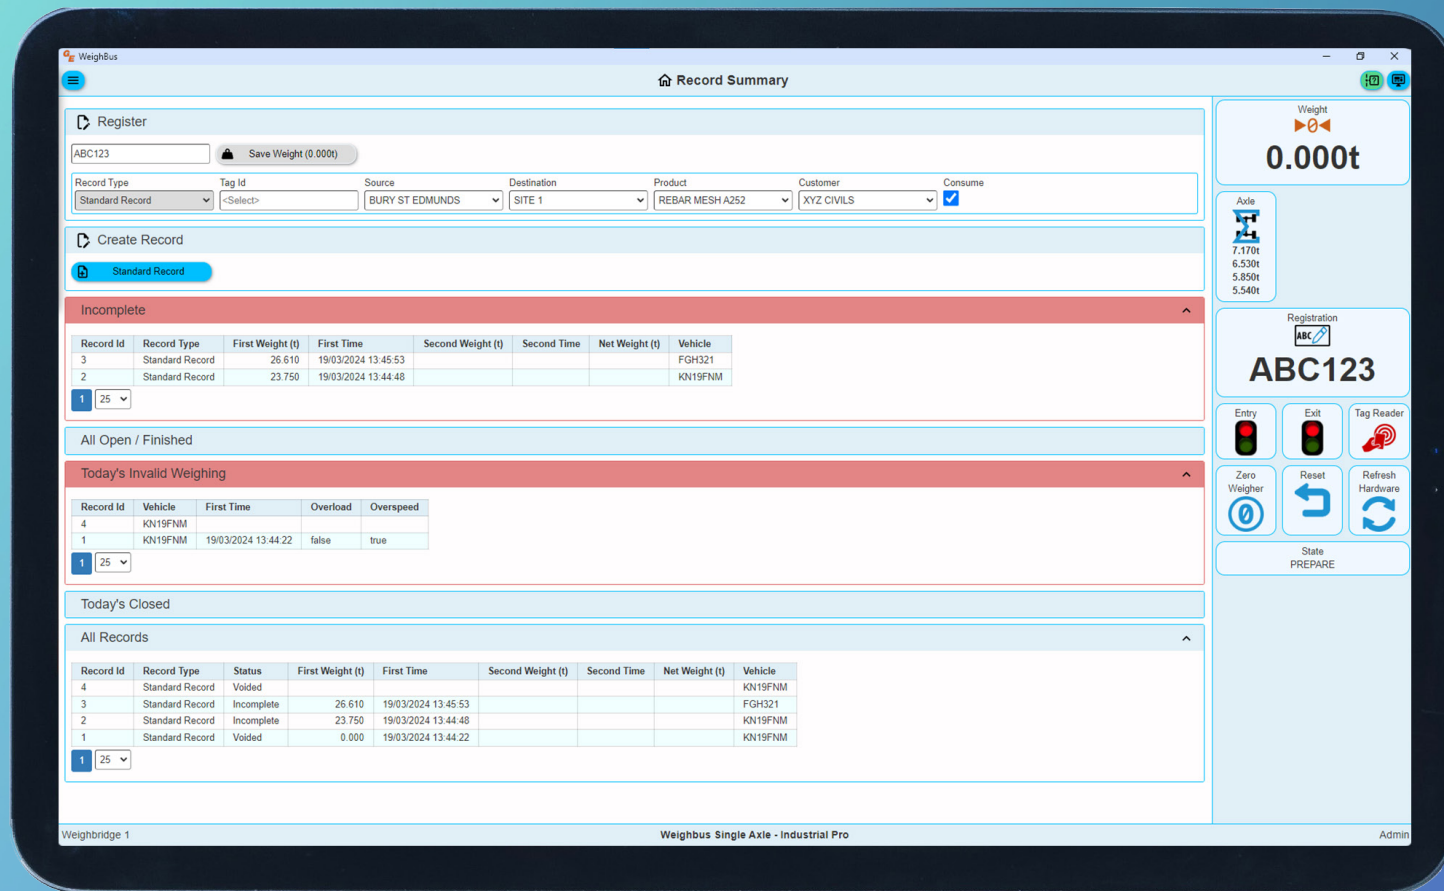 WeighBus
Record Summary
Register
ABC123
Save Weight (0.000t)
Record Type Tag Id Source Destination Product Customer Consume
Standard Record <Select> BURY ST EDMUNDS SITE 1 REBAR MESH A252 XYZ CIVILS
Create Record
Standard Record
Incomplete
Record Id Record Type First Weight (t) First Time Second Weight (t) Second Time Net Weight (t) Vehicle
3 Standard Record 26.610 19/03/2024 13:45:53 FGH321
2 Standard Record 23.750 19/03/2024 13:44:48 KN19FNM
1 25
All Open / Finished
Today's Invalid Weighing
Record Id Vehicle First Time Overload Overspeed
4 KN19FNM
1 KN19FNM 19/03/2024 13:44:22 false true
1 25
Today's Closed
All Records
Record Id Record Type Status First Weight (t) First Time Second Weight (t) Second Time Net Weight (t) Vehicle
4 Standard Record Voided KN19FNM
3 Standard Record Incomplete 26.610 19/03/2024 13:45:53 FGH321
2 Standard Record Incomplete 23.750 19/03/2024 13:44:48 KN19FNM
1 Standard Record Voided 0.000 19/03/2024 13:44:22 KN19FNM
1 25
Weight
0
0.000t
Axle
7.170t
6.530t
5.850t
5.540t
Registration
ABC
ABC123
Entry Exit Tag Reader
Zero Weigher
0
Reset
Refresh Hardware
State
PREPARE
Weighbridge 1 Weighbus Single Axle - Industrial Pro Admin